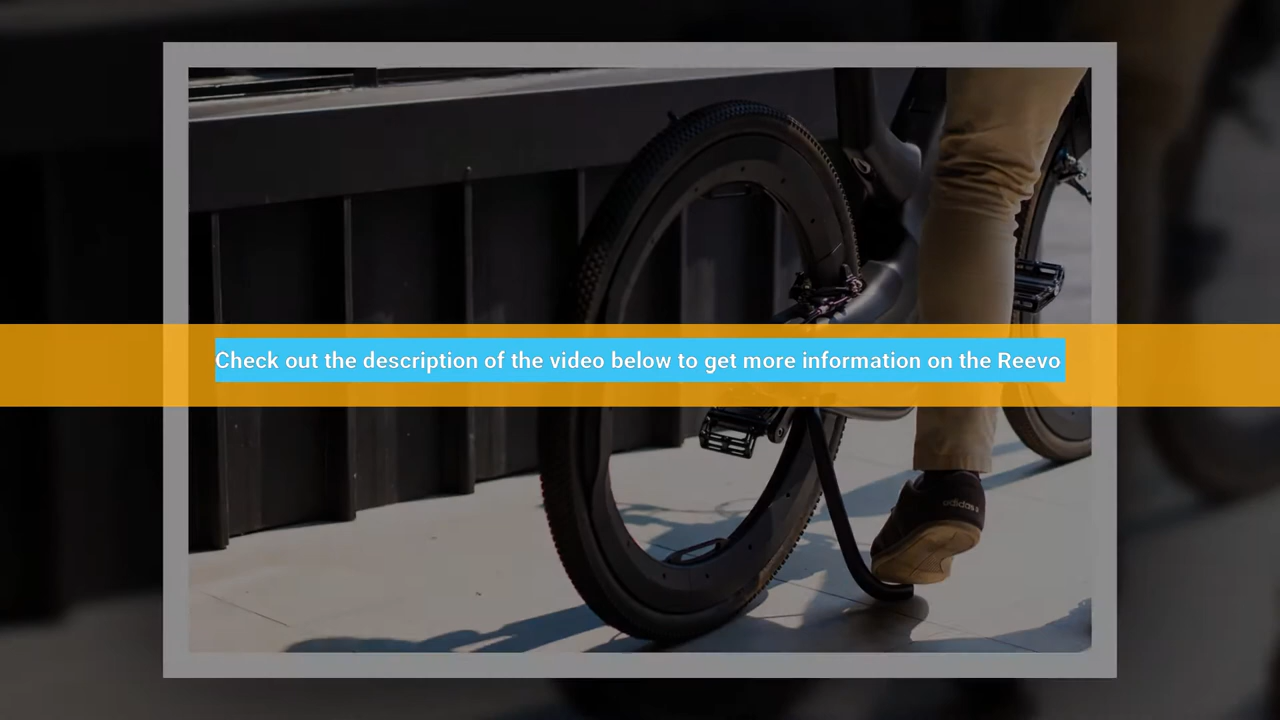 Check out the description of the video below to get more information on the Reevo
adidas